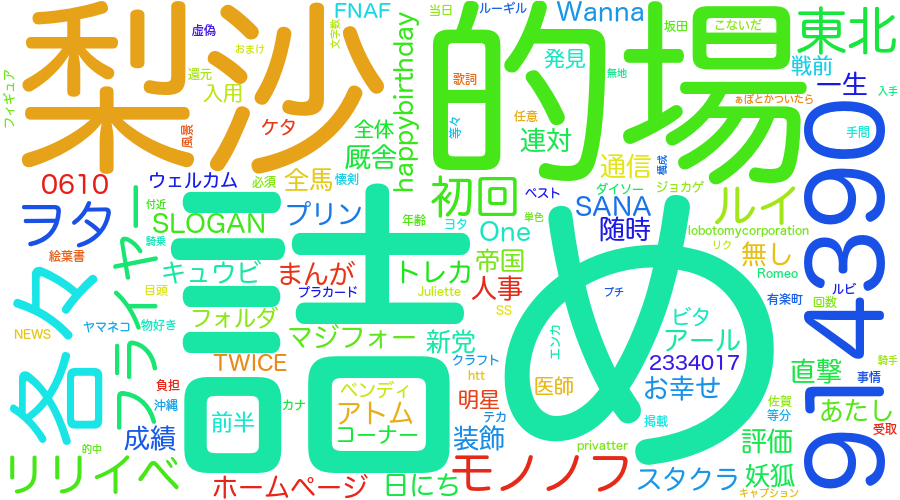 FNAF
当日
ルーギル
Wanna
坂田
こないだ
東北
虚偽
文字数
おまけ
梨沙
happybirthday
的場
発見
戦前
フィギュア
還元
入用
歌詞
無地
一生
入手
ぁぽとかついたら
風景
ケタ
全体
等々
任意
連対
手間
0610
ウェルカム
必須
全馬
懐剣
厩舎
通信
構成
914390
ヲタ
付近
SLOGAN
プリン
年齢
初回
ベスト
ダイソー
ジョカゲ
ルイ
SANA
単色
騎乗
ヨタ
One
随時
lobotomycorporation
絵葉書
キュウビ
まんが
トレカ
帝国
リク
無し
Romeo
各々
フライヤー
目頭
プラカード
Juliette
人事
プチ
有楽町
ルビ
誌
め
フォルダ
SS
ビタ
回数
NEWS
ヤマネコ
物好き
マジフォー
新党
エンカ
アール
騎手
TWICE
クラフト
2334017
直撃
事情
負担
ベンディ
htt
医師
お幸せ
沖縄
カナ
アトム
明星
佐賀
前半
テカ
掲載
等分
あたし
成績
コーナー
装飾
評価
受取
的中
privatter
リリイベ
ホームページ
日にち
モノノフ
スタクラ
妖狐
キャプション